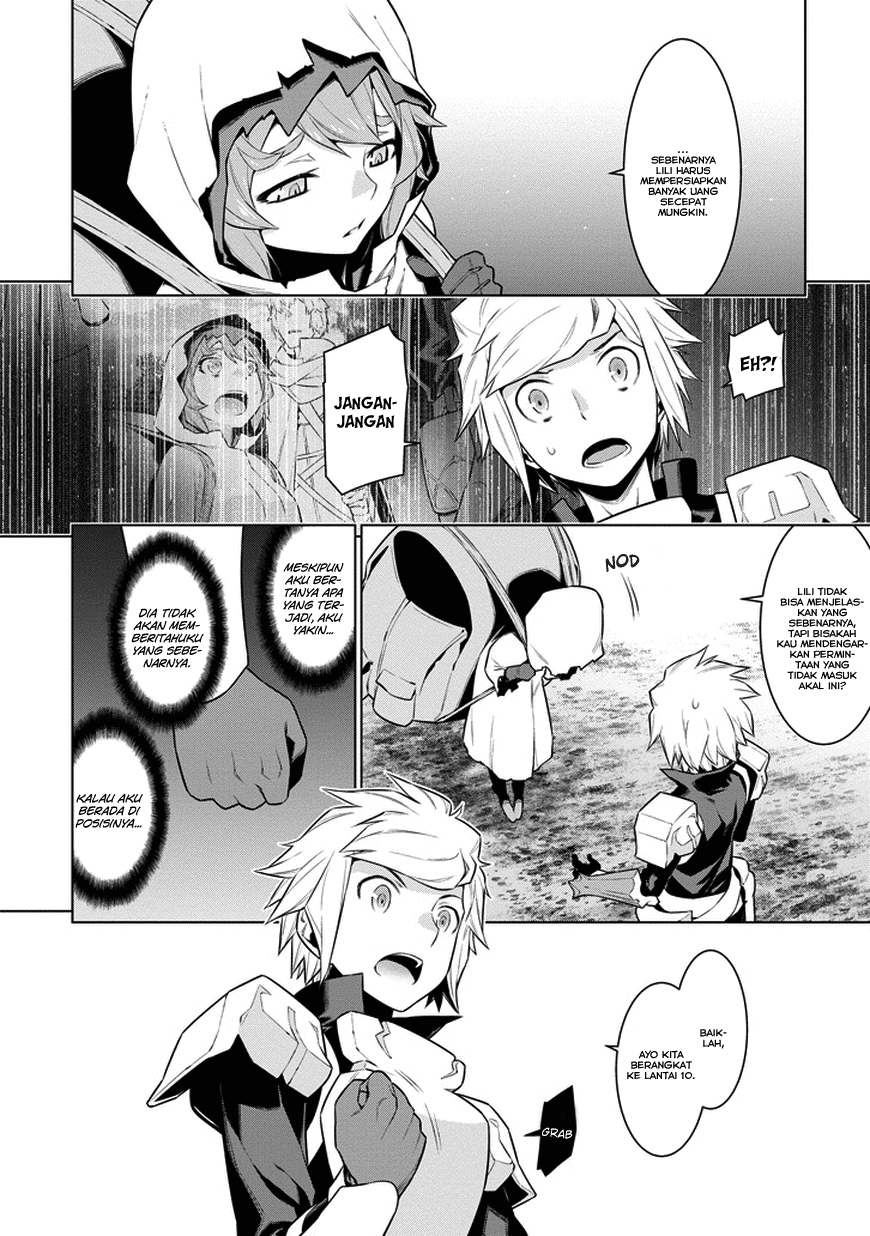 ...
SEBENARNYA
LILI HARUS
MEMPERSIAPKAN
BANYAK UANG
SECEPAT
MUNGKIN.
EH?!
JANGAN-
JANGAN
LILI TIDAK
BISA MENJELAS-
KAN YANG
SEBENARNYA,
TAPI BISAKAH
KAU MENDENGAR-
KAN PERMIN-
TAAN YANG
TIDAK MASUK
AKAL INI?
NOD
MESKIPUN
AKU BER-
TANYA APA
YANG TER-
JADI, AKU
YAKIN...
DIA TIDAK
AKAN MEM-
BERITAHUKU
YANG SEBE-
NARNYA.
KALAU AKU
BERADA DI
POSISINYA...
BAIK-
LAH,
AYO KITA
BERANGKAT
KE LANTAI 10.
GRAB